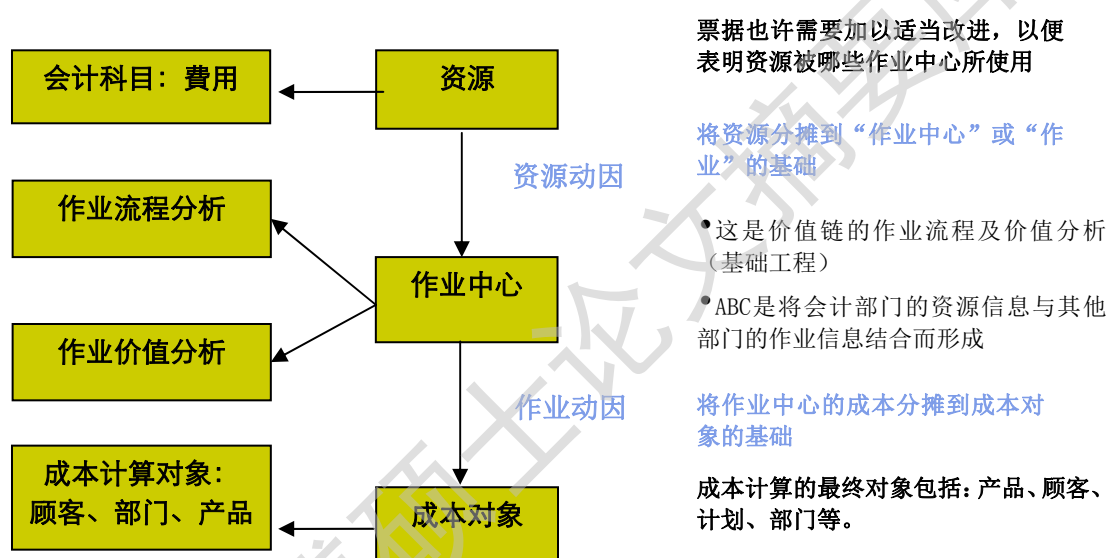 票据也许需要加以适当改进，以便
表明资源被哪些作业中心所使用
会计科目：費用
资源
将资源分摊到“作业中心”或“作
业”的基础
资源动因
作业流程分析
•这是价值链的作业流程及价值分析
（基础工程）
作业中心
•ABC是将会计部门的资源信息与其他
部门的作业信息结合而形成
作业价值分析
作业动因
将作业中心的成本分摊到成本对
象的基础
成本计算对象：
顾客、部门、产品
成本对象
成本计算的最终对象包括：产品、顾客、
计划、部门等。
硕士论文摘要库